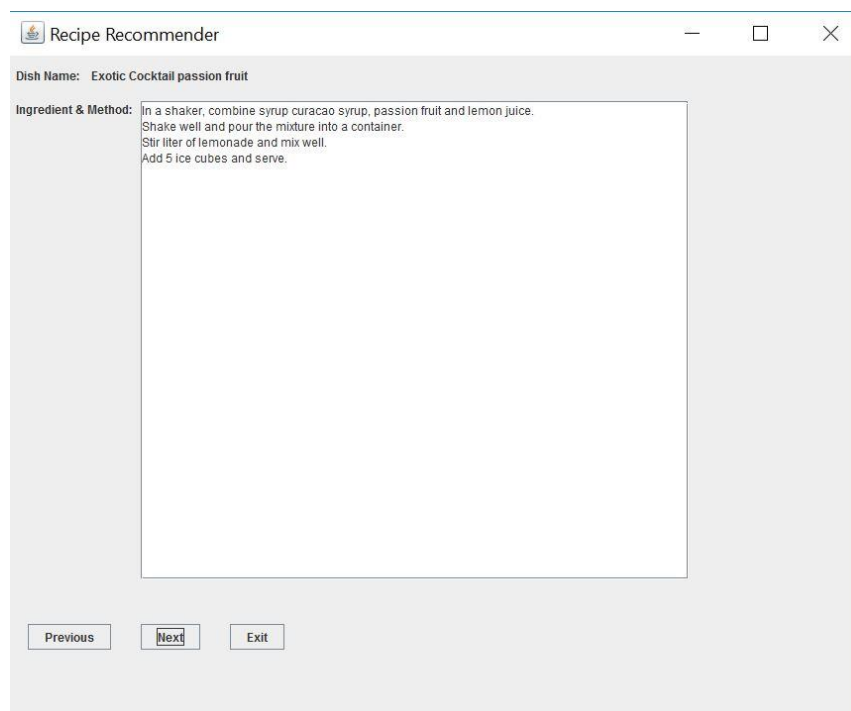 Recipe Recommender
Dish Name: Exotic Cocktail passion fruit
Ingredient & Method: In a shaker, combine syrup curacao syrup, passion fruit and lemon juice.
Shake well and pour the mixture into a container.
Stir liter of lemonade and mix well.
Add 5 ice cubes and serve.
Previous Next Exit